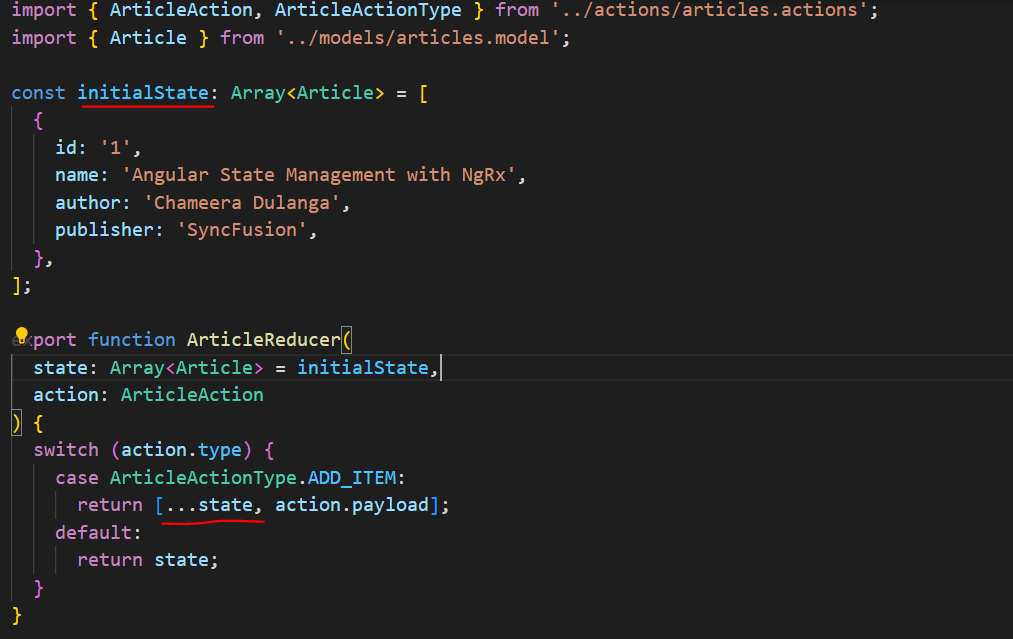 import { ArticleAction, ArticleActionType } from '../actions/articles.actions';
import { Article } from '../models/articles.model';
const initialState: Array<Article> = [
{
id: '1',
name: 'Angular State Management with NgRx',
author: 'Chameera Dulanga',
publisher: 'SyncFusion',
},
];
export function ArticleReducer(
state: Array<Article> = initialState,
action: ArticleAction
) {
switch (action.type) {
case ArticleActionType.ADD_ITEM:
return [...state, action.payload];
default:
return state;
}
}